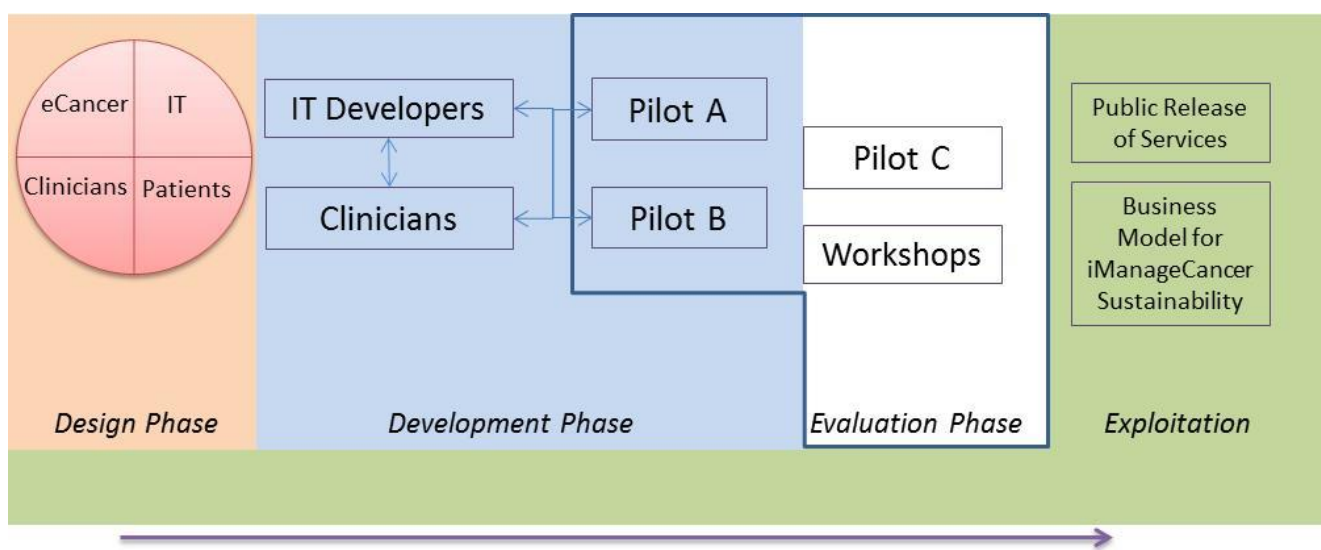 eCancer
IT
Clinicians
Patients
IT Developers
Clinicians
Pilot A
Pilot B
Pilot C
Workshops
Public Release
of Services
Business
Model for
iManageCancer
Sustainability
Design Phase
Development Phase
Evaluation Phase
Exploitation